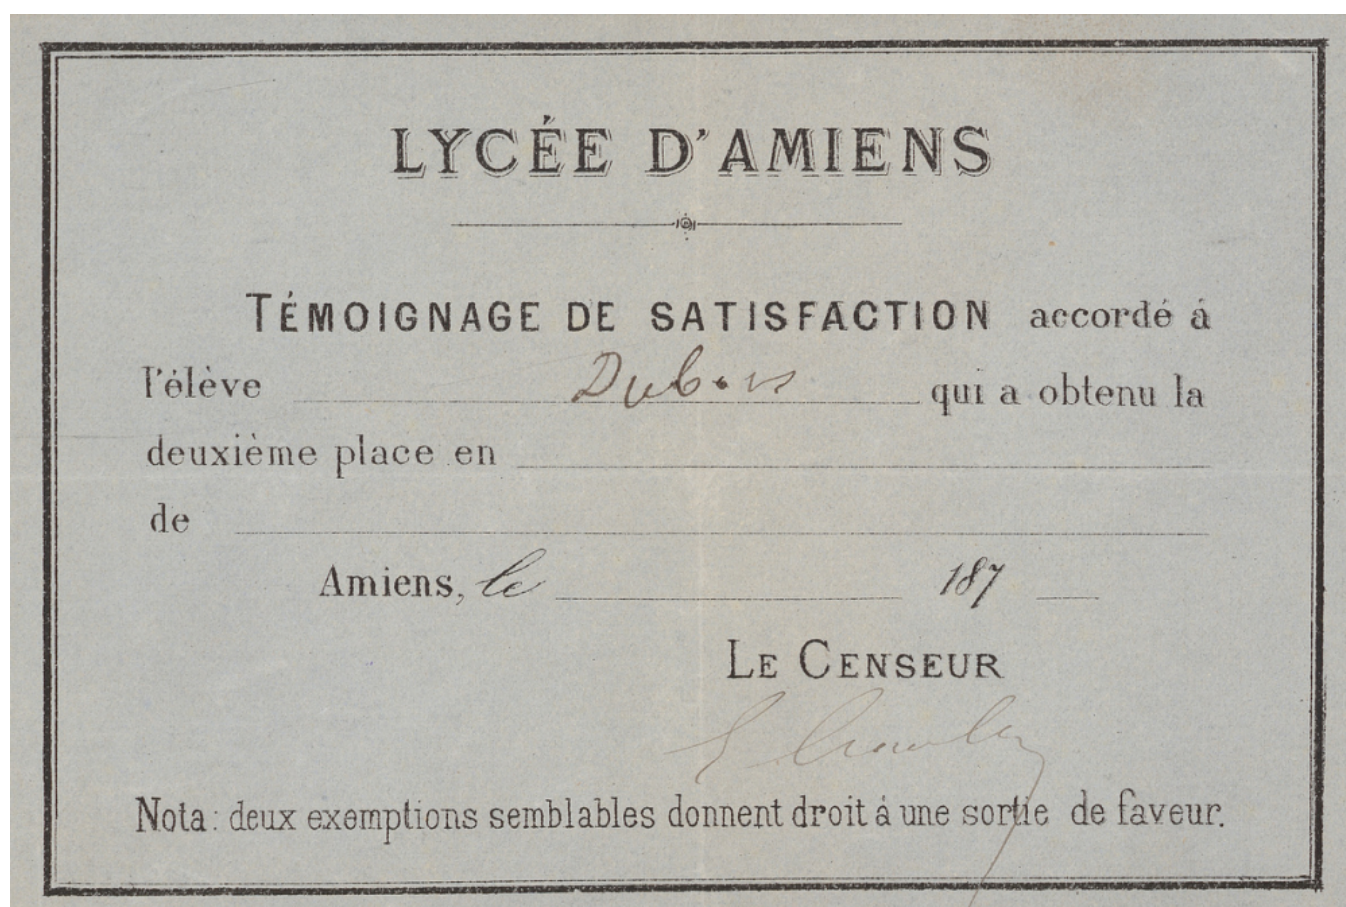 LYCÉE D'AMIENS
TÉMOIGNAGE DE SATISFACTION accordé á
l'élève Dubois qui a obtenu la
deuxième place en
de
Amiens, le 187
LE CENSEUR
Nota : deux exemptions semblables donnent droit á une sortie de faveur.